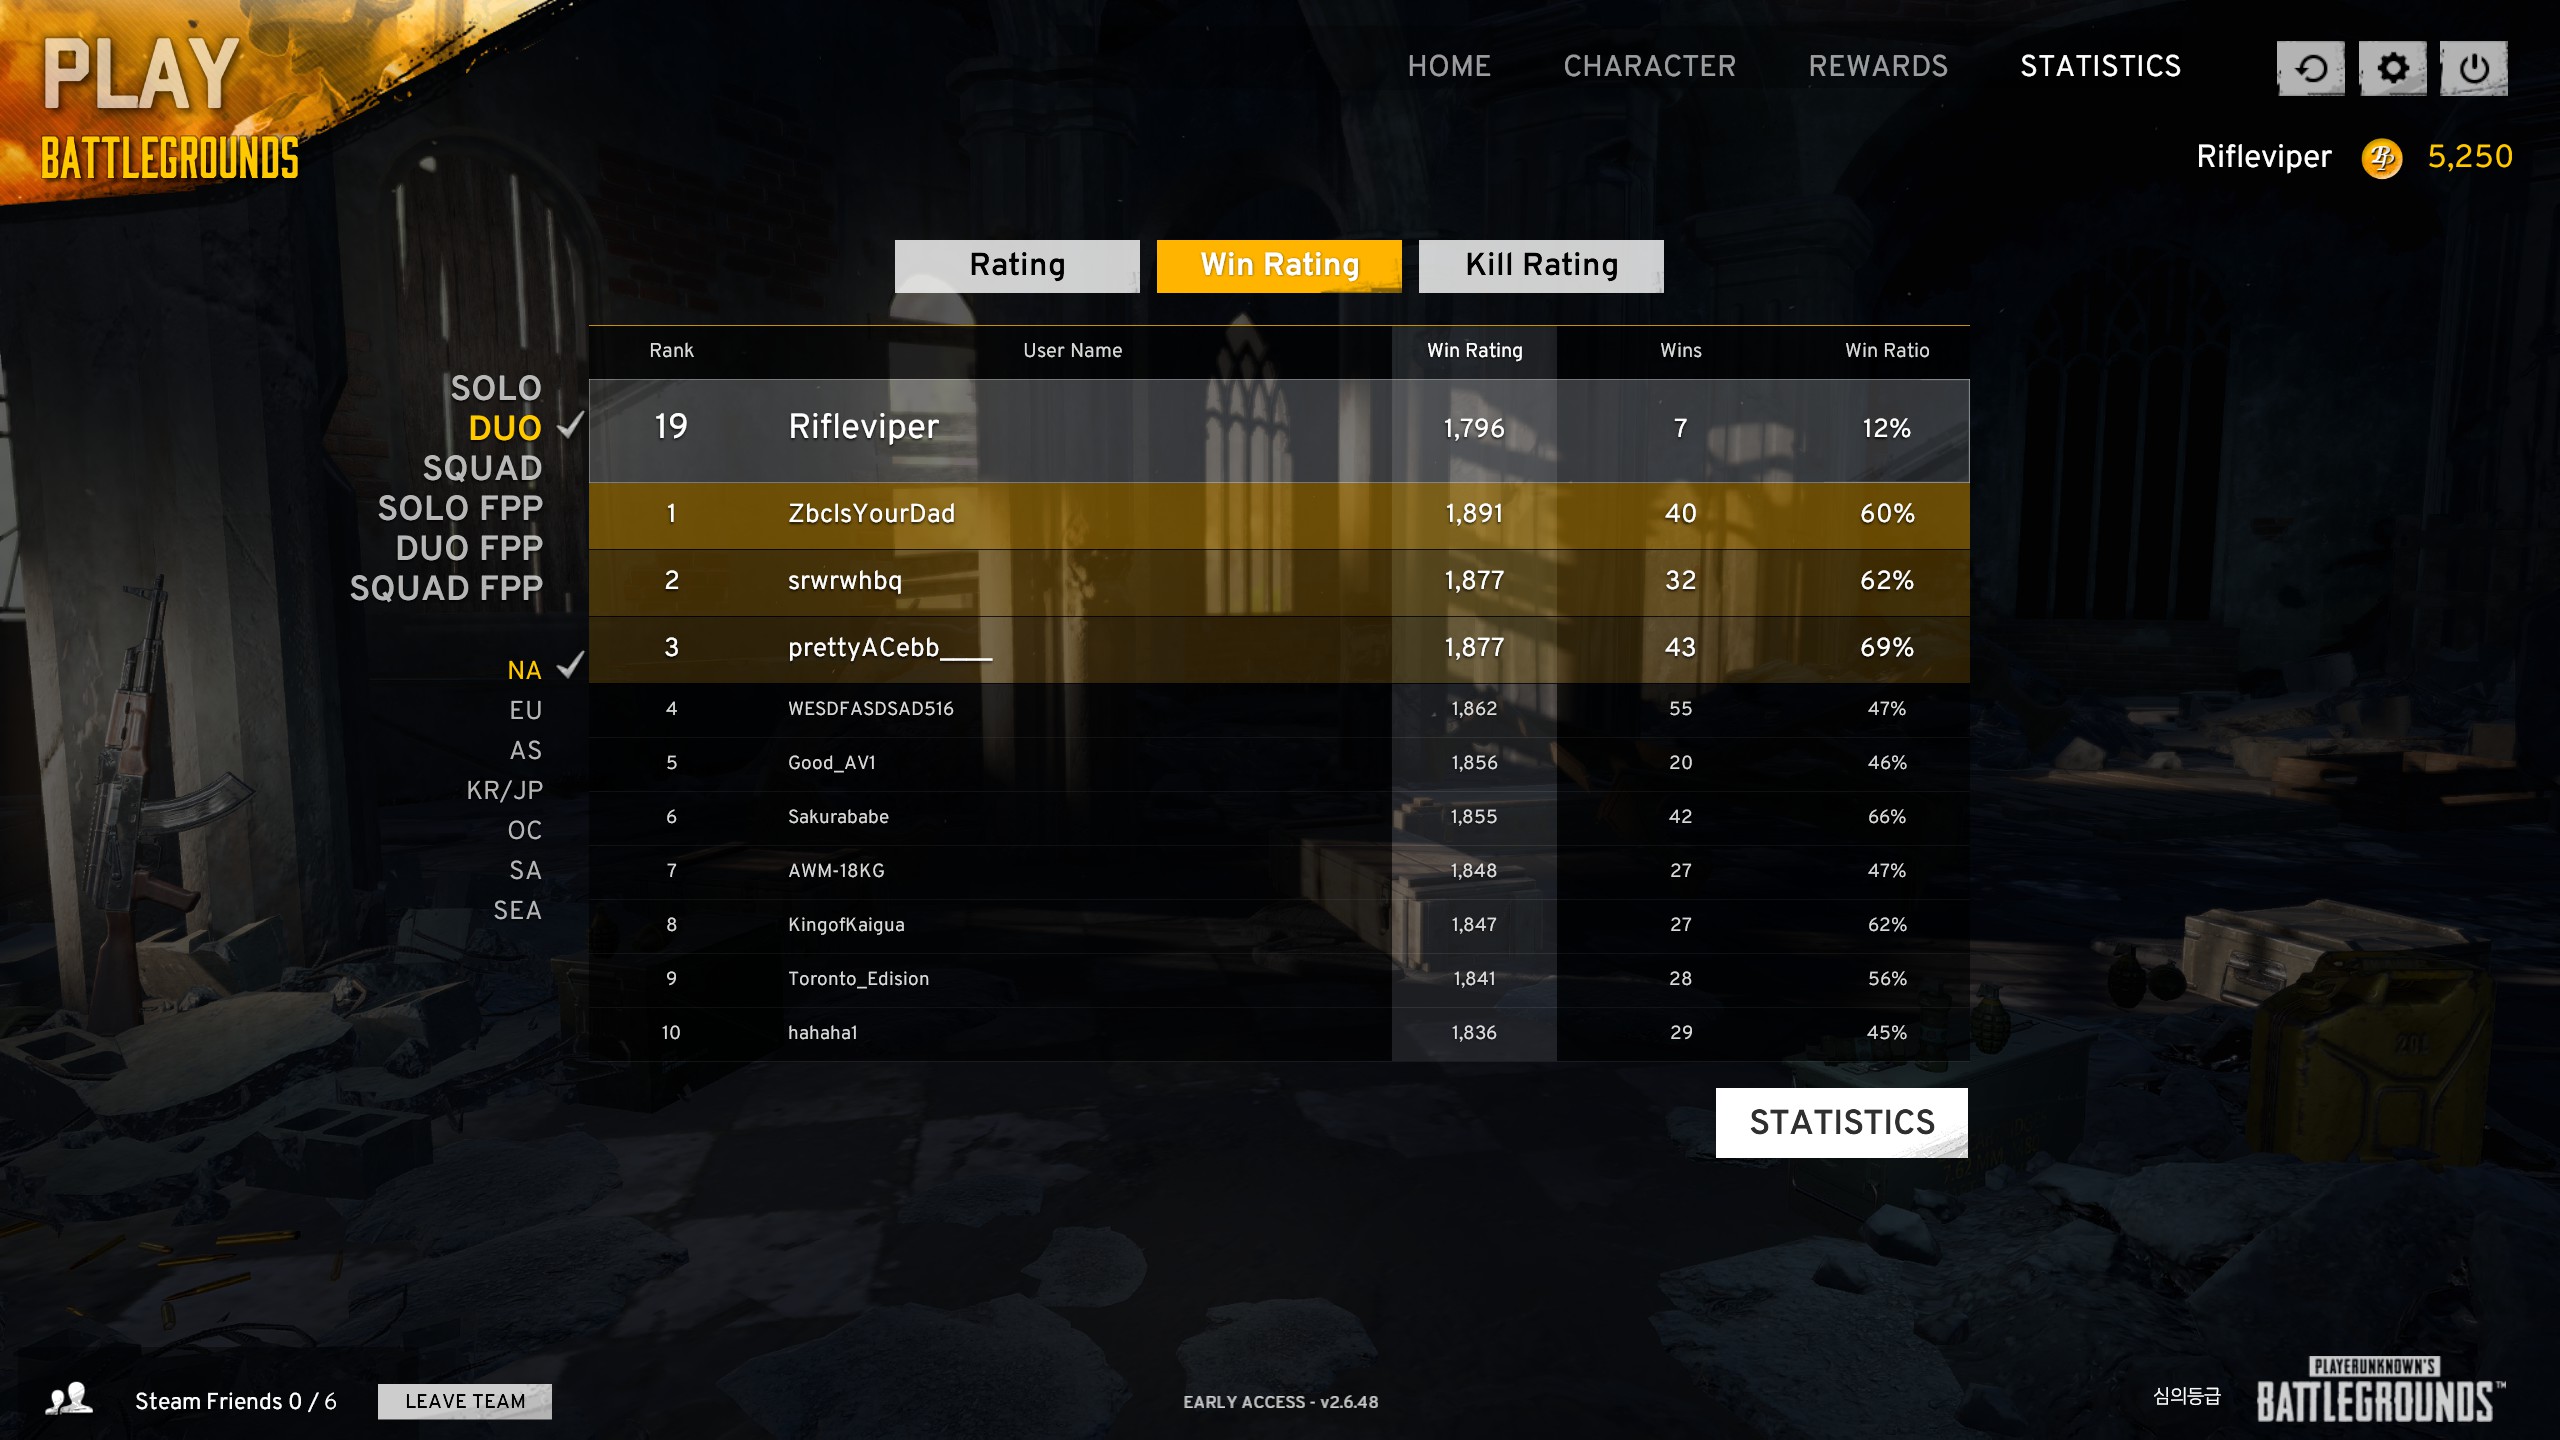 PLAY
BATTLEGROUNDS
HOME CHARACTER REWARDS STATISTICS
Rifleviper 5,250
Rating Win Rating Kill Rating
Rank User Name Win Rating Wins Win Ratio
19 Rifleviper 1,796 7 12%
1 ZbcIsYourDad 1,891 40 60%
2 srwrwhbq 1,877 32 62%
3 prettyACebb____ 1,877 43 69%
4 WESDFASDSAD516 1,862 55 47%
5 Good_AV1 1,856 20 46%
6 Sakurababe 1,855 42 66%
7 AWM-18KG 1,848 27 47%
8 KingofKaigua 1,847 27 62%
9 Toronto_Edision 1,841 28 56%
10 hahaha1 1,836 29 45%
SOLO
DUO
SQUAD
SOLO FPP
DUO FPP
SQUAD FPP
NA
EU
AS
KR/JP
OC
SA
SEA
STATISTICS
Steam Friends 0 / 6
LEAVE TEAM
EARLY ACCESS - v2.6.48
심의등급
PLAYERUNKNOWN'S
BATTLEGROUNDS™